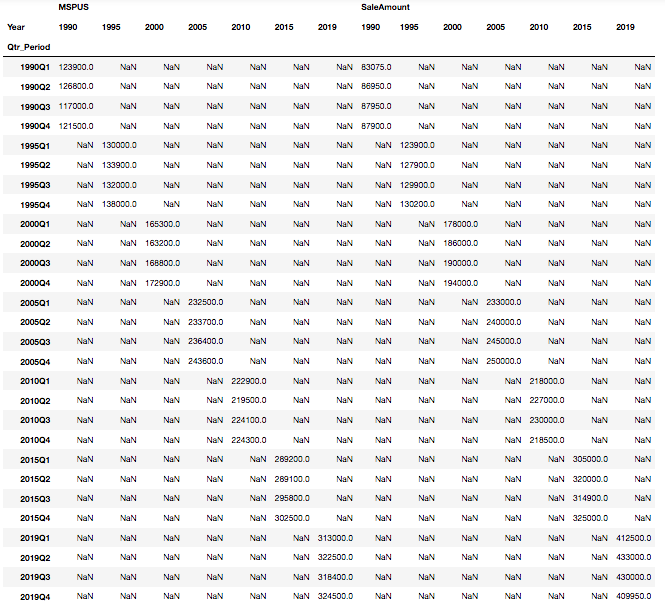 MSPUS SaleAmount
Year 1990 1995 2000 2005 2010 2015 2019 1990 1995 2000 2005 2010 2015 2019
Qtr_Period
1990Q1 123900.0 NaN NaN NaN NaN NaN NaN 83075.0 NaN NaN NaN NaN NaN NaN
1990Q2 126800.0 NaN NaN NaN NaN NaN NaN 86950.0 NaN NaN NaN NaN NaN NaN
1990Q3 117000.0 NaN NaN NaN NaN NaN NaN 87950.0 NaN NaN NaN NaN NaN NaN
1990Q4 121500.0 NaN NaN NaN NaN NaN NaN 87900.0 NaN NaN NaN NaN NaN NaN
1995Q1 NaN 130000.0 NaN NaN NaN NaN NaN NaN 123900.0 NaN NaN NaN NaN NaN
1995Q2 NaN 133900.0 NaN NaN NaN NaN NaN NaN 127900.0 NaN NaN NaN NaN NaN
1995Q3 NaN 132000.0 NaN NaN NaN NaN NaN NaN 129900.0 NaN NaN NaN NaN NaN
1995Q4 NaN 138000.0 NaN NaN NaN NaN NaN NaN 130200.0 NaN NaN NaN NaN NaN
2000Q1 NaN NaN 165300.0 NaN NaN NaN NaN NaN NaN 178000.0 NaN NaN NaN NaN
2000Q2 NaN NaN 163200.0 NaN NaN NaN NaN NaN NaN 186000.0 NaN NaN NaN NaN
2000Q3 NaN NaN 168800.0 NaN NaN NaN NaN NaN NaN 190000.0 NaN NaN NaN NaN
2000Q4 NaN NaN 172900.0 NaN NaN NaN NaN NaN NaN 194000.0 NaN NaN NaN NaN
2005Q1 NaN NaN NaN 232500.0 NaN NaN NaN NaN NaN NaN 233000.0 NaN NaN NaN
2005Q2 NaN NaN NaN 233700.0 NaN NaN NaN NaN NaN NaN 240000.0 NaN NaN NaN
2005Q3 NaN NaN NaN 236400.0 NaN NaN NaN NaN NaN NaN 245000.0 NaN NaN NaN
2005Q4 NaN NaN NaN 243600.0 NaN NaN NaN NaN NaN NaN 250000.0 NaN NaN NaN
2010Q1 NaN NaN NaN NaN 222900.0 NaN NaN NaN NaN NaN NaN 218000.0 NaN NaN
2010Q2 NaN NaN NaN NaN 219500.0 NaN NaN NaN NaN NaN NaN 227000.0 NaN NaN
2010Q3 NaN NaN NaN NaN 224100.0 NaN NaN NaN NaN NaN NaN 230000.0 NaN NaN
2010Q4 NaN NaN NaN NaN 224300.0 NaN NaN NaN NaN NaN NaN 218500.0 NaN NaN
2015Q1 NaN NaN NaN NaN NaN 289200.0 NaN NaN NaN NaN NaN NaN 305000.0 NaN
2015Q2 NaN NaN NaN NaN NaN 289100.0 NaN NaN NaN NaN NaN NaN 320000.0 NaN
2015Q3 NaN NaN NaN NaN NaN 295800.0 NaN NaN NaN NaN NaN NaN 314900.0 NaN
2015Q4 NaN NaN NaN NaN NaN 302500.0 NaN NaN NaN NaN NaN NaN 325000.0 NaN
2019Q1 NaN NaN NaN NaN NaN NaN 313000.0 NaN NaN NaN NaN NaN NaN 412500.0
2019Q2 NaN NaN NaN NaN NaN NaN 322500.0 NaN NaN NaN NaN NaN NaN 433000.0
2019Q3 NaN NaN NaN NaN NaN NaN 318400.0 NaN NaN NaN NaN NaN NaN 430000.0
2019Q4 NaN NaN NaN NaN NaN NaN 324500.0 NaN NaN NaN NaN NaN NaN 409950.0